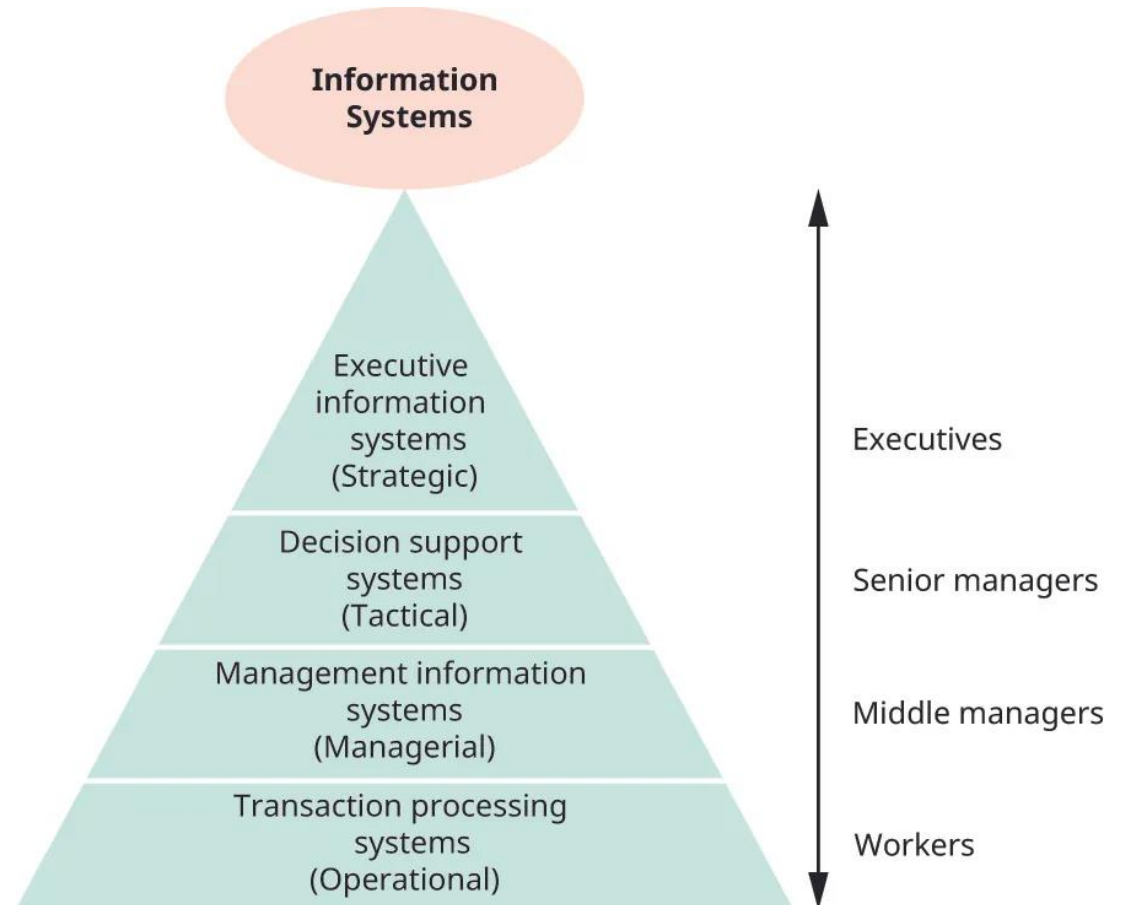 Information
Systems
Executive
information
systems
(Strategic)
Executives
Decision support
systems
(Tactical)
Senior managers
Management information
systems
(Managerial)
Middle managers
Transaction processing
systems
(Operational)
Workers